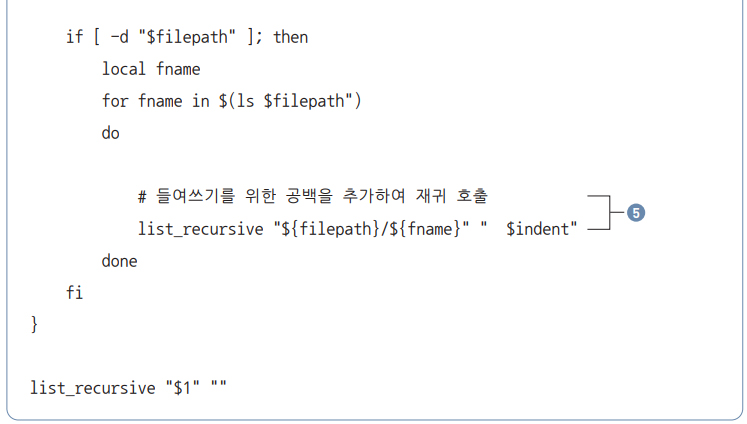 if [ -d "$filepath" ]; then
local fname
for fname in $(ls $filepath")
do
# 들여쓰기를 위한 공백을 추가하여 재귀 호출
list_recursive "${filepath}/${fname}" "  $indent"
5
done
fi
}
list_recursive "$1" ""